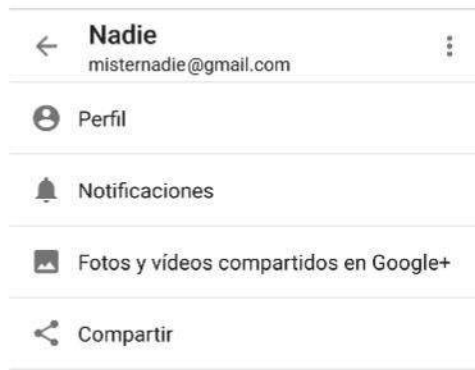 Nadie
misternadie@gmail.com
Perfil
Notificaciones
Fotos y vídeos compartidos en Google+
Compartir